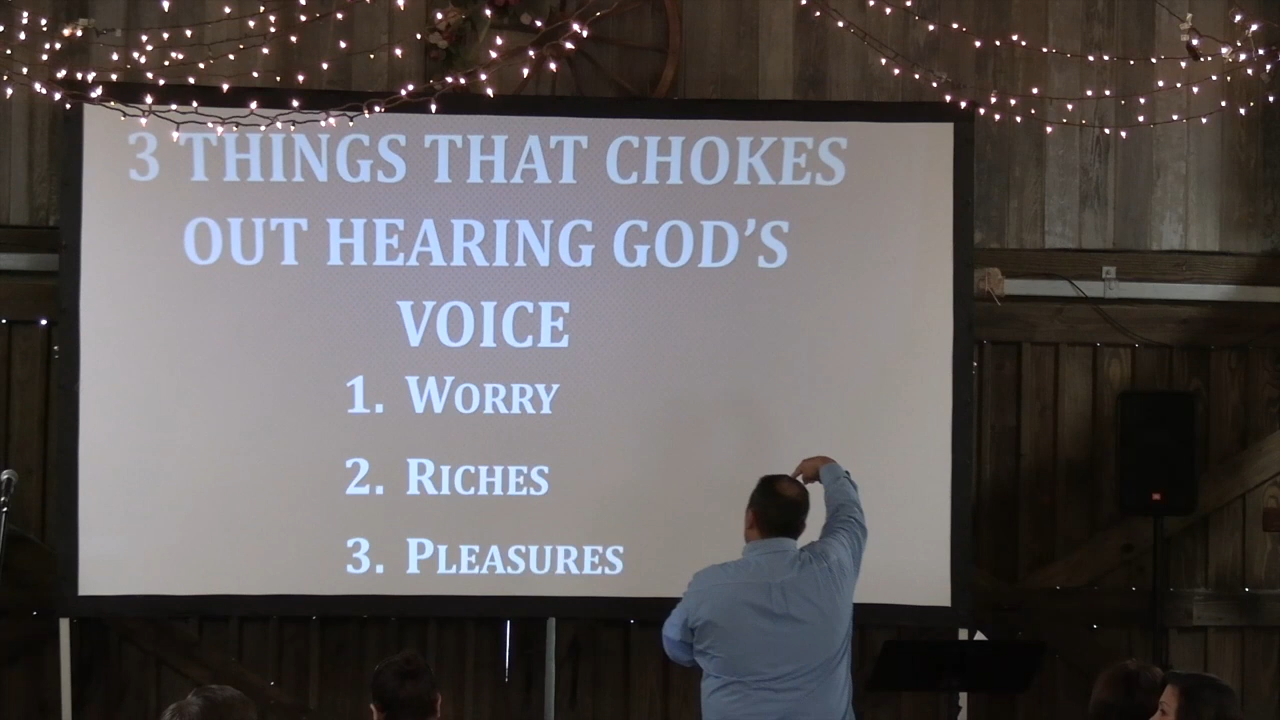 3 THINGS THAT CHOKES
OUT HEARING GOD'S
VOICE
1. WORRY
2. RICHES
3. PLEASURES